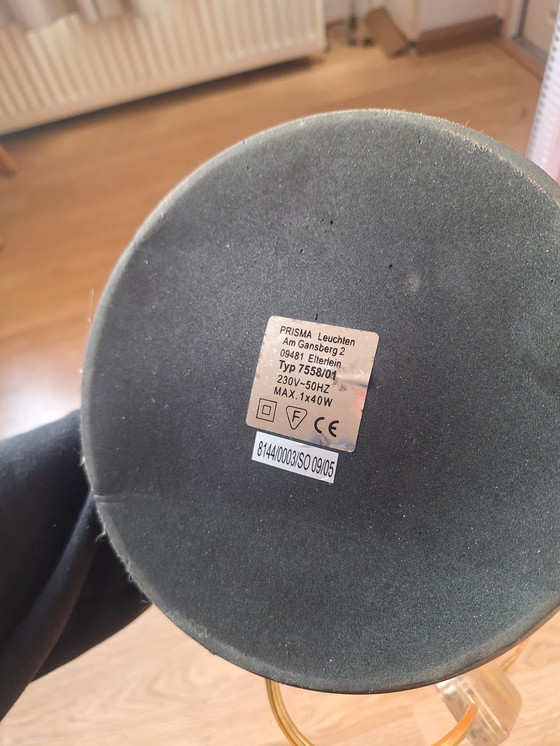 PRISMA Leuchten
Am Gansberg 2
09481 Elterlein
Typ 7558/01
230V~50HZ
MAX. 1x40W
F CE
8144/0003/SO 09/05